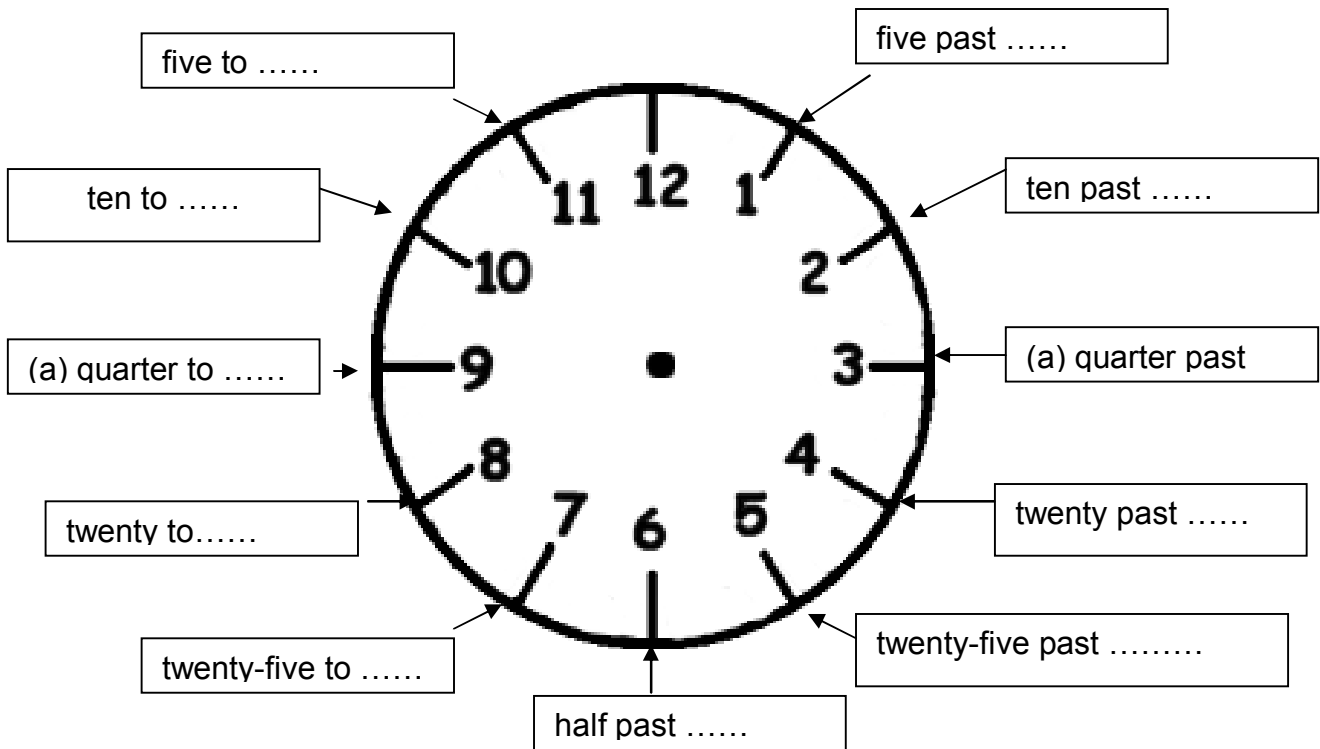 five past ……
five to ……
ten past ……
ten to ……
(a) quarter past
(a) quarter to ……
twenty past ……
twenty to……
twenty-five past ………
twenty-five to ……
half past ……
12
1
2
3
4
5
6
7
8
9
10
11